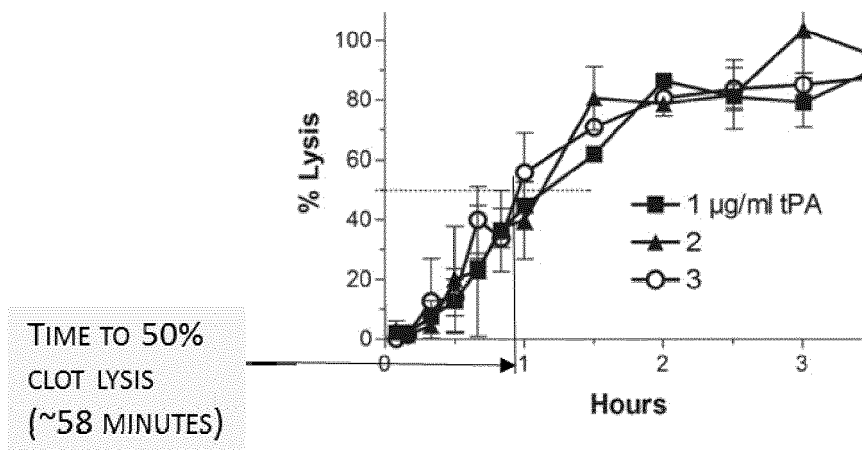 100
80
60
40
20
0
% Lysis
0 1 2 3
Hours
1 µg/ml tPA
2
3
TIME TO 50%
CLOT LYSIS
(~58 MINUTES)